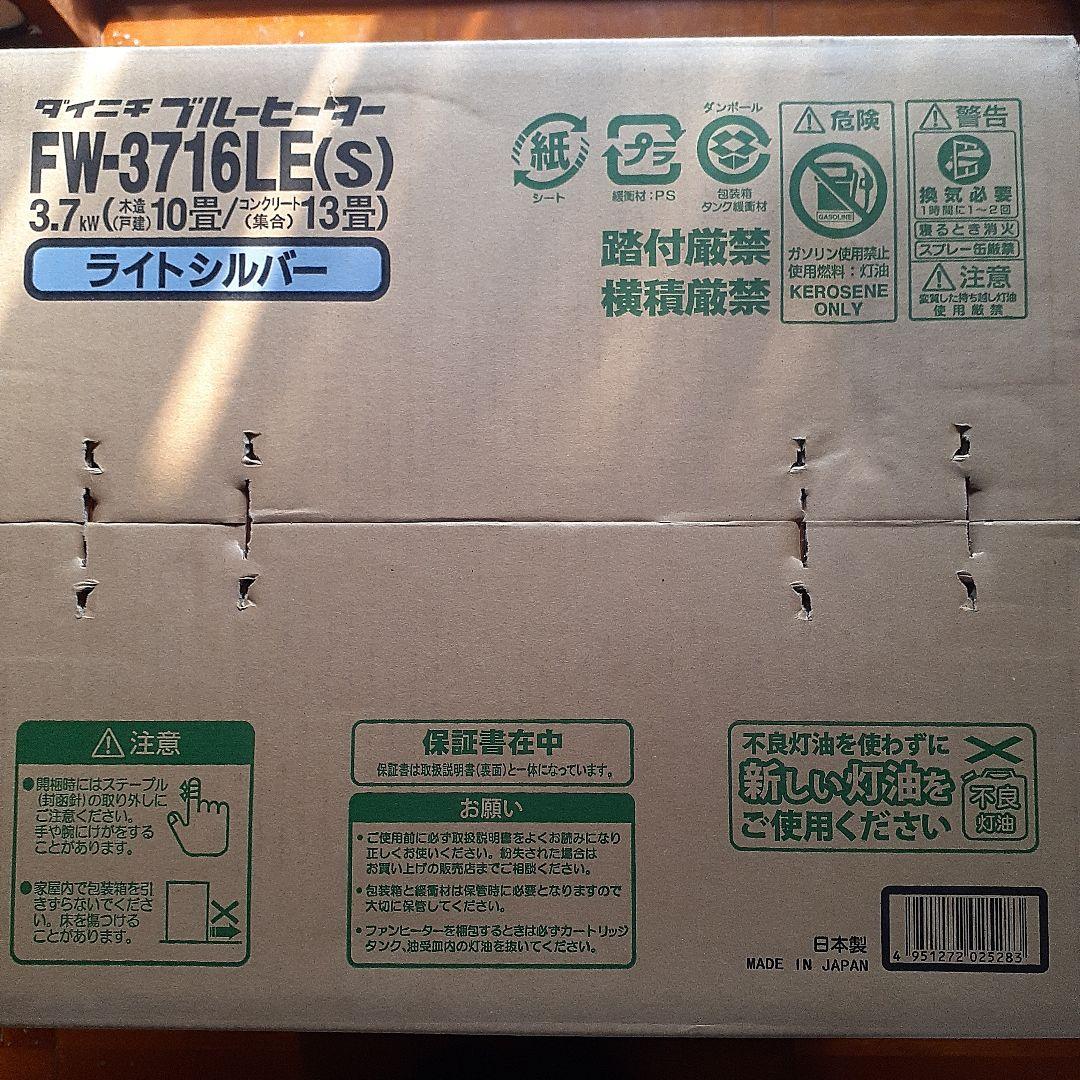 ダイニチ ブルーヒーター
FW-3716LE(S)
3.7kW(木造(戸建)10畳/コンクリート(集合)13畳)
ライトシルバー
紙
シート
プラ
緩衝材:PS
ダンボール
包装箱
タンク緩衝材
踏付厳禁
横積厳禁
危険
GASOLINE
ガソリン使用禁止
使用燃料:灯油
KEROSENE
ONLY
警告
換気必要
1時間に1~2回
寝るとき消火
スプレー缶厳禁
注意
変質した持ち越し灯油
使用厳禁
注意
●開梱時にはステープル
(封函針)の取り外しに
ご注意ください。
手や腕にけがをする
ことがあります。
●家屋内で包装箱を引
きずらないでくださ
い。床を傷つける
ことがあります。
保証書在中
保証書は取扱説明書(裏面)と一体になっています。
お願い
・ご使用前に必ず取扱説明書をよくお読みになり
正しくお使いください。紛失された場合は
お買い上げの販売店までご相談ください。
・包装箱と緩衝材は保管時に必要となりますので
大切に保管してください。
・ファンヒーターを梱包するときは必ずカートリッジ
タンク、油受皿内の灯油を抜いてください。
不良灯油を使わずに
新しい灯油を
ご使用ください
不良
灯油
日本製
MADE IN JAPAN
4 951272 025283